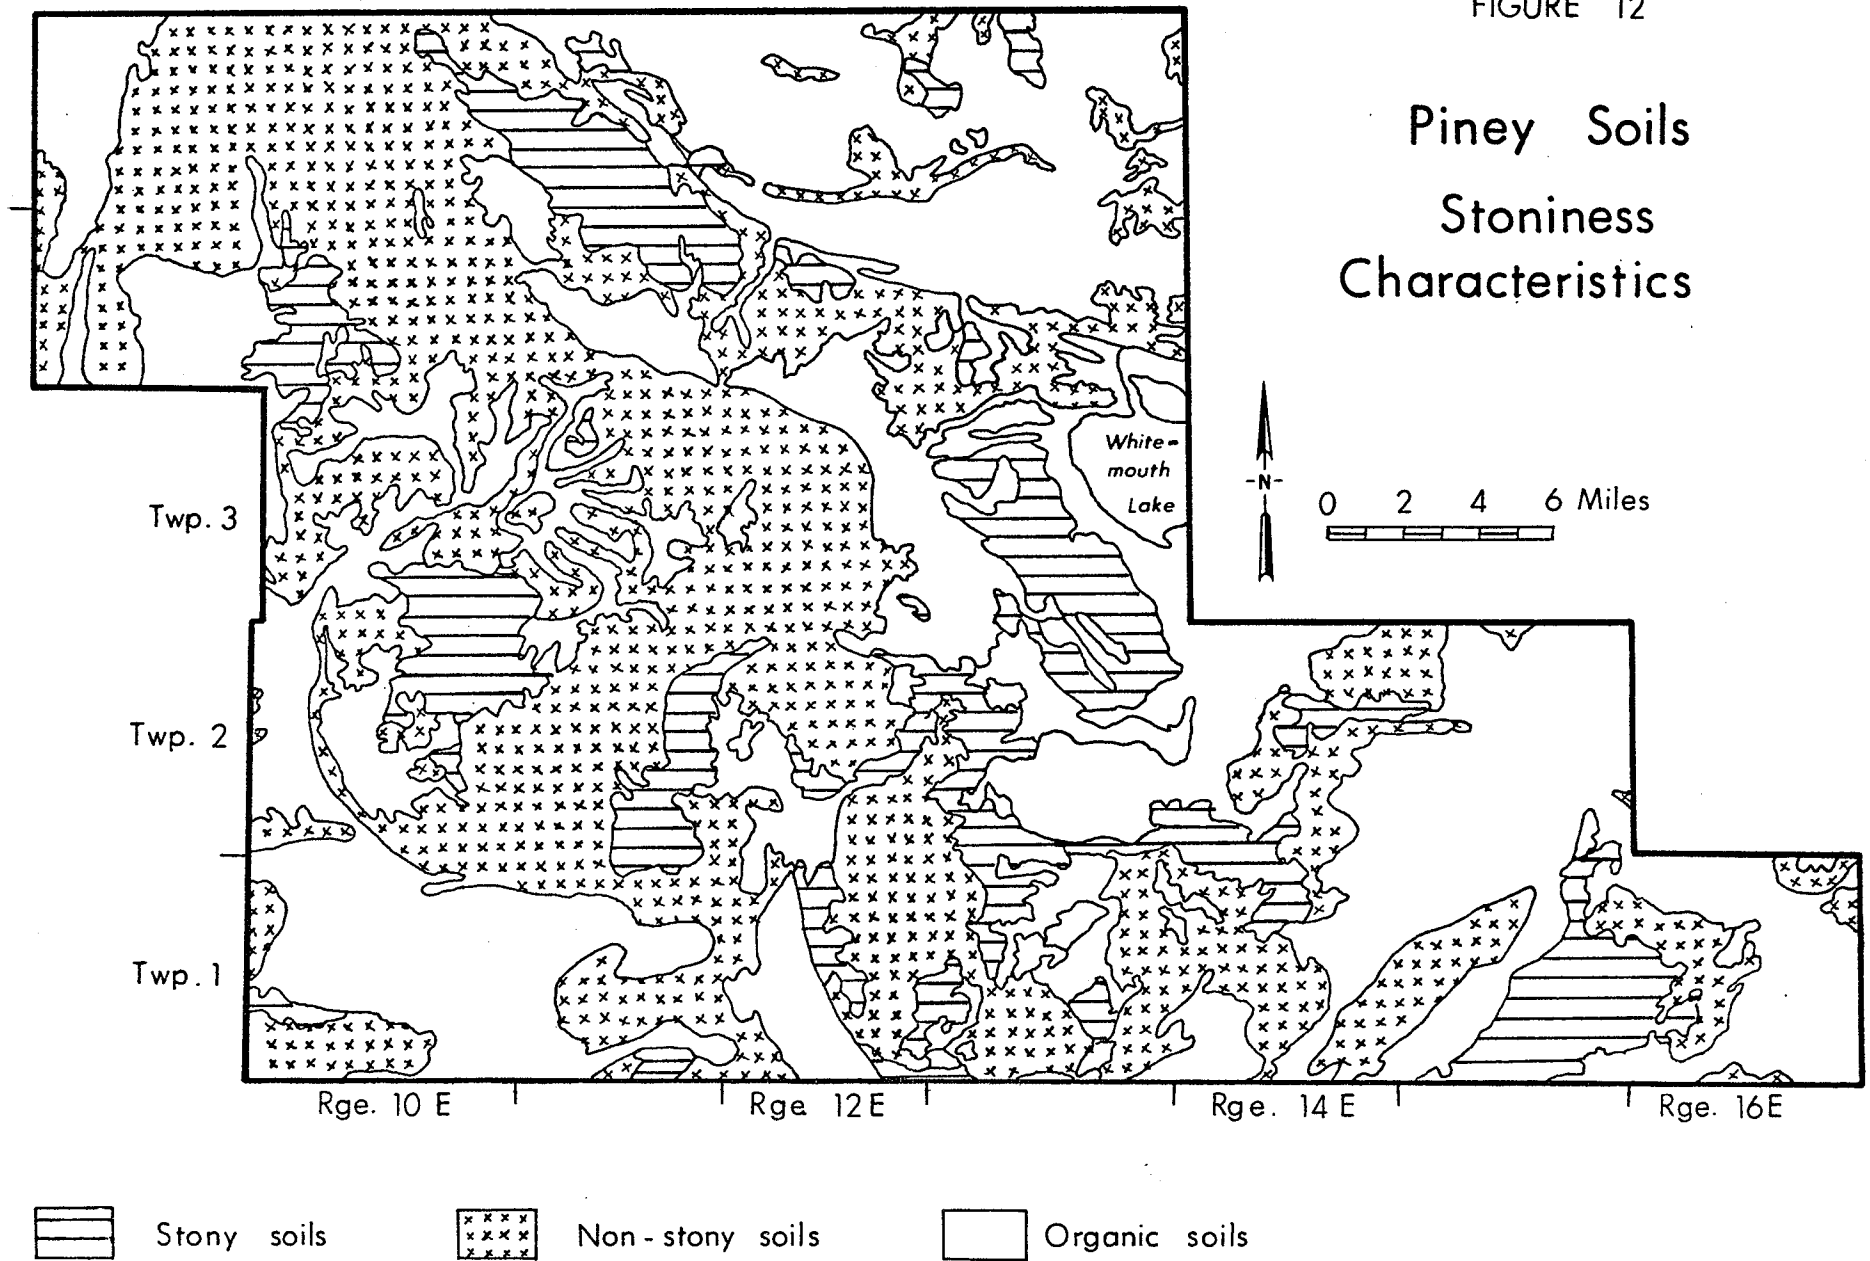 FIGURE 12
Piney Soils
Stoniness
Characteristics
White-
mouth
Lake
-N-
0 2 4 6 Miles
Twp. 3
Twp. 2
Twp. 1
Rge. 10 E Rge. 12 E Rge. 14 E Rge. 16 E
Stony soils Non-stony soils Organic soils